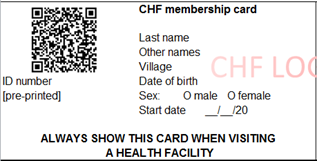 CHF membership card
Last name
Other names
Village
CHF LOG
ID number
Date of birth
[pre-printed]
Sex: O male O female
Start date __/__/20
ALWAYS SHOW THIS CARD WHEN VISITING
A HEALTH FACILITY